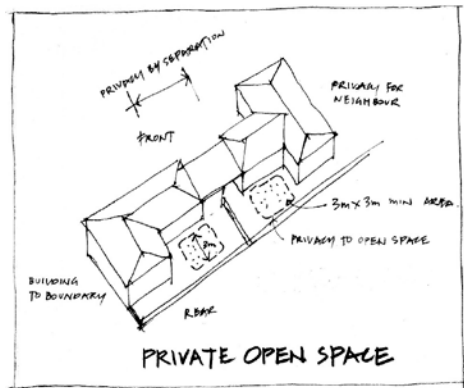 PRIVACY BY SEPARATION
FRONT
PRIVACY FOR
NEIGHBOUR
3m x 3m MIN AREA
PRIVACY TO OPEN SPACE
3m
BUILDING
TO BOUNDARY
REAR
PRIVATE OPEN SPACE